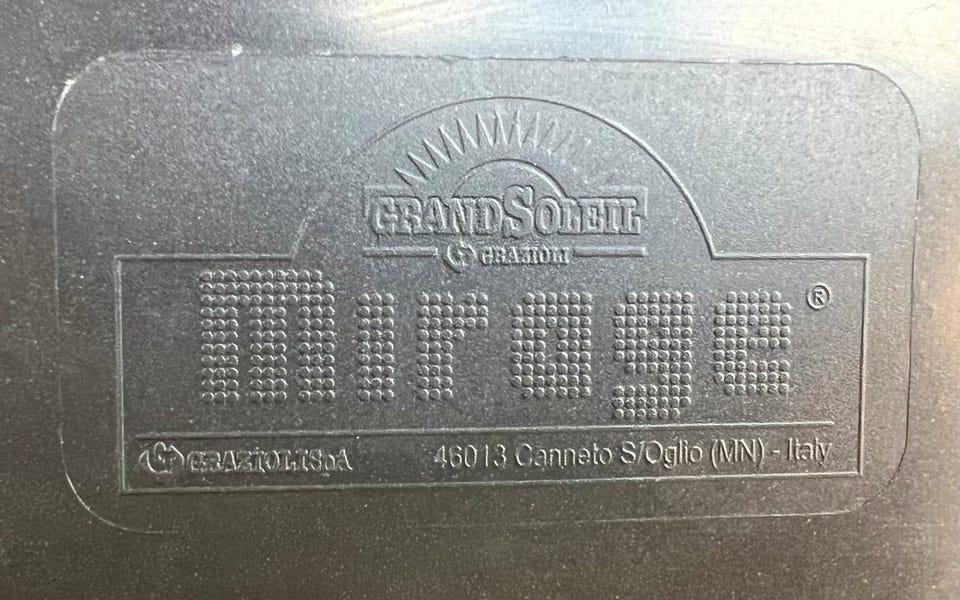 GRANDSOLEIL
GRAZIOLI
mirage®
GRAZIOLI SpA 46013 Canneto S/Oglio (MN) - Italy